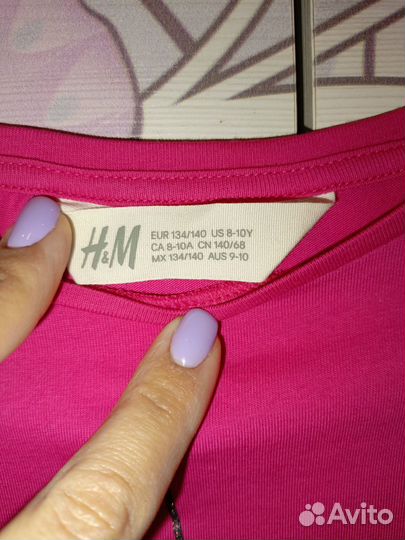 H&M
EUR 134/140 US 8-10Y
CA 8-10A CN 140/68
MX 134/140 AUS 9-10
Avito